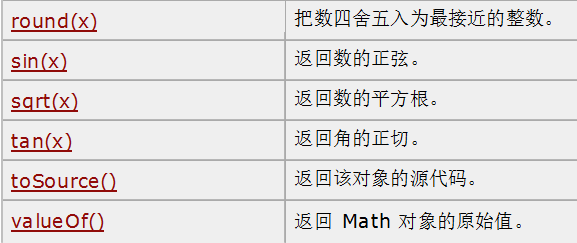 round(x) 把数四舍五入为最接近的整数。
sin(x) 返回数的正弦。
sqrt(x) 返回数的平方根。
tan(x) 返回角的正切。
toSource() 返回该对象的源代码。
valueOf() 返回 Math 对象的原始值。